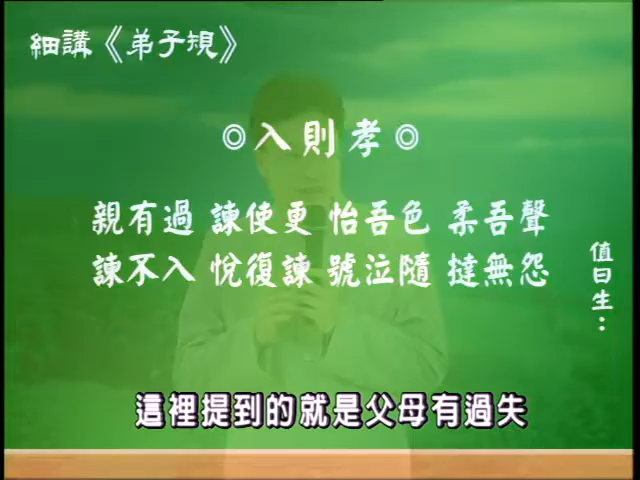 細講《弟子規》
◎入則孝◎
親有過 諫使更 怡吾色 柔吾聲
諫不入 悅復諫 號泣隨 撻無怨
值日生：
這裡提到的就是父母有過失